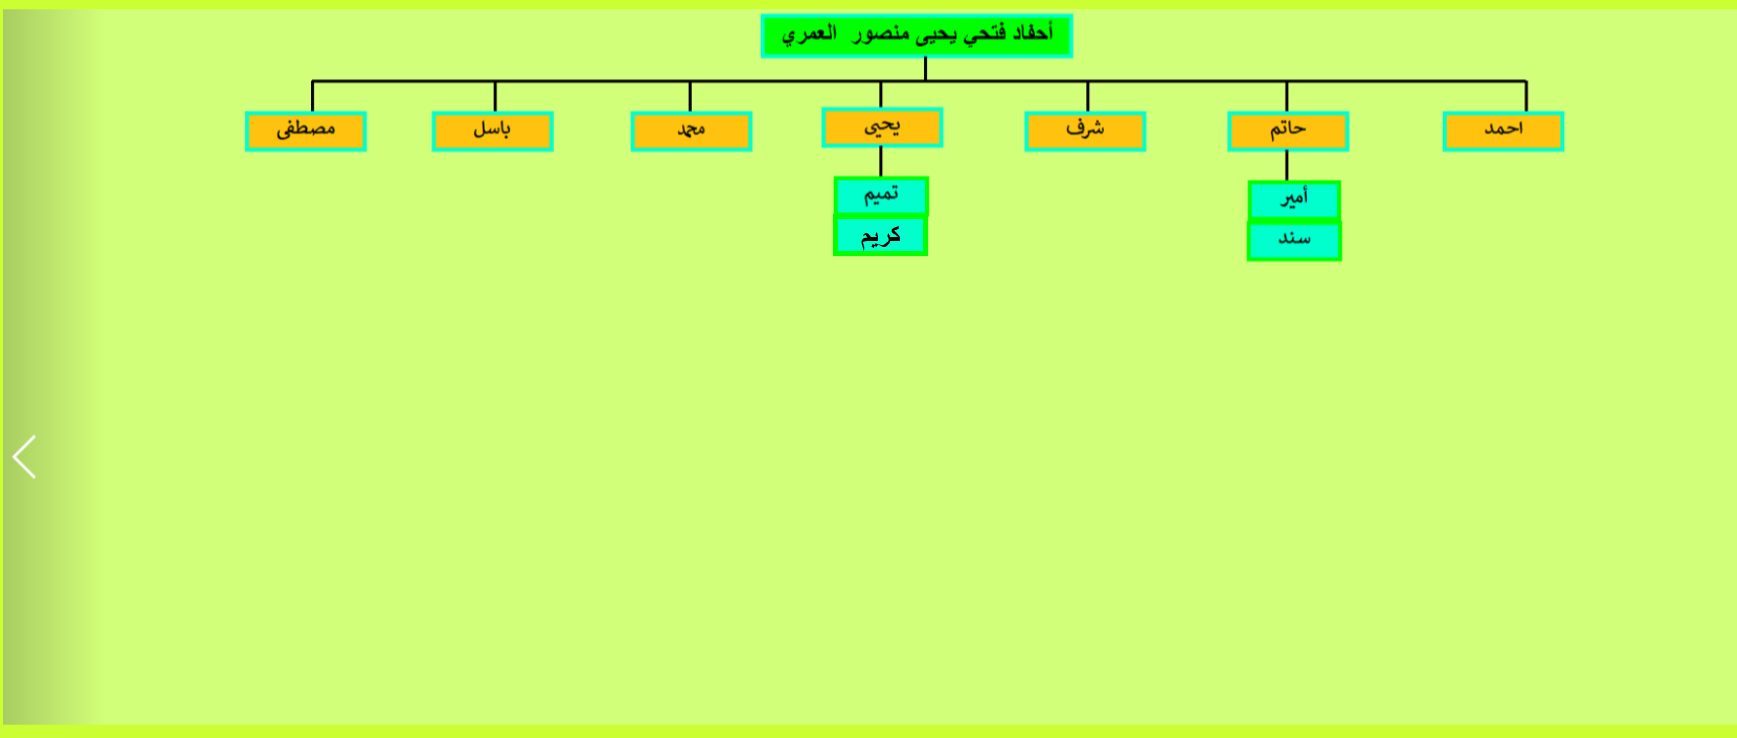 أحفاد فتحي يحيى منصور العمري
احمد
حاتم
شرف
يحيى
محمد
باسل
مصطفى
أمير
سند
تميم
كريم